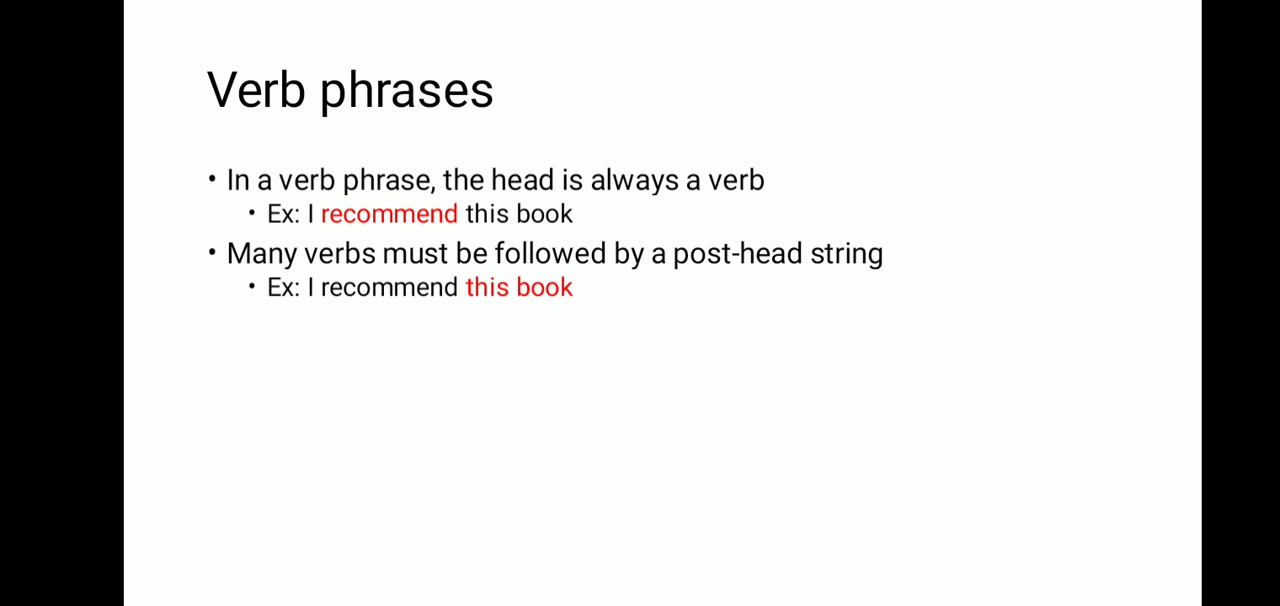 Verb phrases
• In a verb phrase, the head is always a verb
• Ex: I recommend this book
• Many verbs must be followed by a post-head string
• Ex: I recommend this book